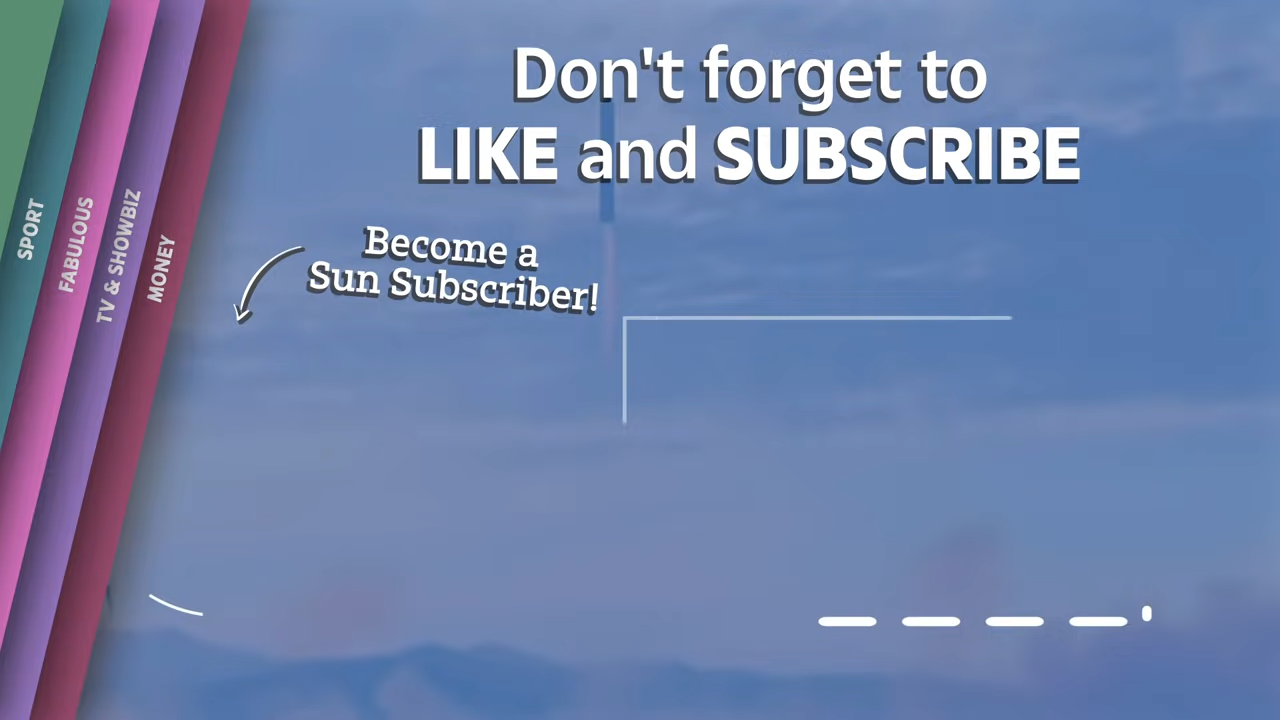 Don't forget to
LIKE and SUBSCRIBE
Become a
Sun Subscriber!
SPORT
FABULOUS
TV & SHOWBIZ
MONEY